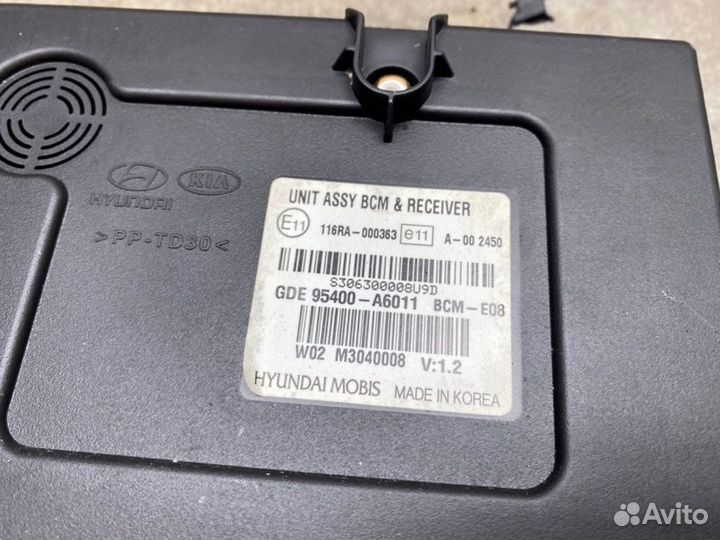 HYUNDAI
KIA
>PP-TD30<
UNIT ASSY BCM & RECEIVER
E11 116RA-000363 e11 A-00 2450
S306300008U9D
GDE 95400-A6011 BCM-E08
W02 M3040008 V:1.2
HYUNDAI MOBIS MADE IN KOREA
Avito